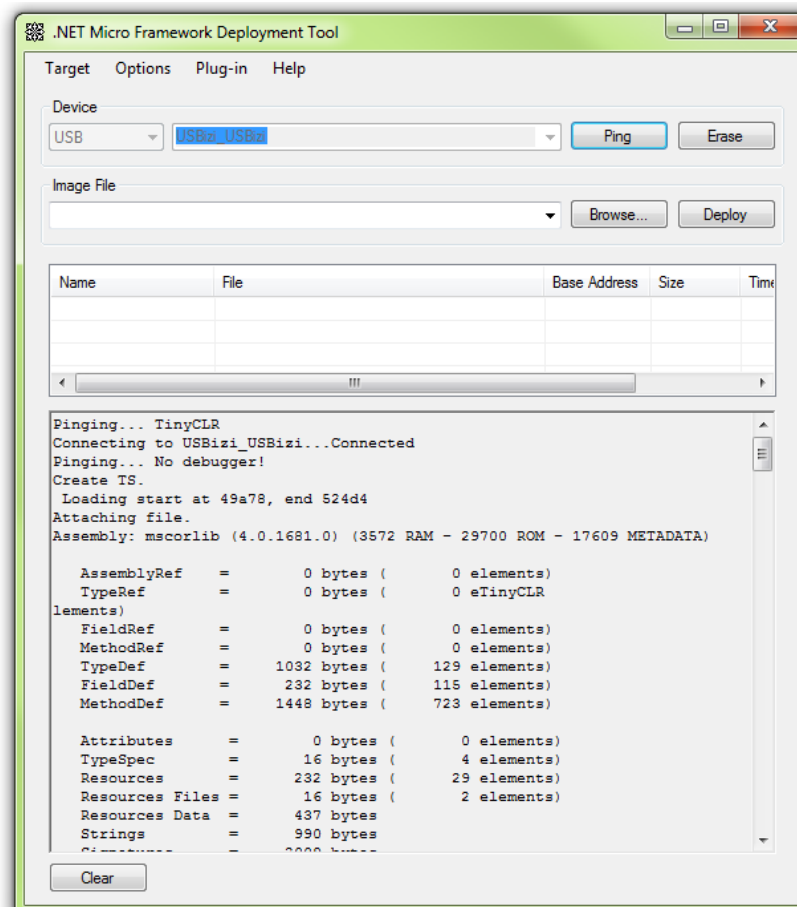 .NET Micro Framework Deployment Tool
Target Options Plug-in Help
Device
USB USBizi_USBizi Ping Erase
Image File
Browse... Deploy
Name File Base Address Size Time
Pinging... TinyCLR
Connecting to USBizi_USBizi...Connected
Pinging... No debugger!
Create TS.
Loading start at 49a78, end 524d4
Attaching file.
Assembly: mscorlib (4.0.1681.0) (3572 RAM - 29700 ROM - 17609 METADATA)
AssemblyRef = 0 bytes ( 0 elements)
TypeRef = 0 bytes ( 0 eTinyCLR
lements)
FieldRef = 0 bytes ( 0 elements)
MethodRef = 0 bytes ( 0 elements)
TypeDef = 1032 bytes ( 129 elements)
FieldDef = 232 bytes ( 115 elements)
MethodDef = 1448 bytes ( 723 elements)
Attributes = 0 bytes ( 0 elements)
TypeSpec = 16 bytes ( 4 elements)
Resources = 232 bytes ( 29 elements)
Resources Files = 16 bytes ( 2 elements)
Resources Data = 437 bytes
Strings = 990 bytes
Clear